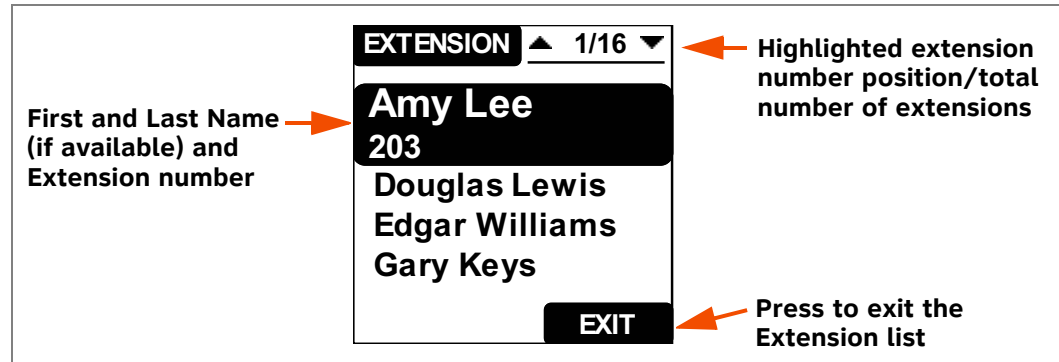 EXTENSION ▲ 1/16 ▼
Highlighted extension
number position/total
number of extensions
First and Last Name
(if available) and
Extension number
Amy Lee
203
Douglas Lewis
Edgar Williams
Gary Keys
EXIT
Press to exit the
Extension list